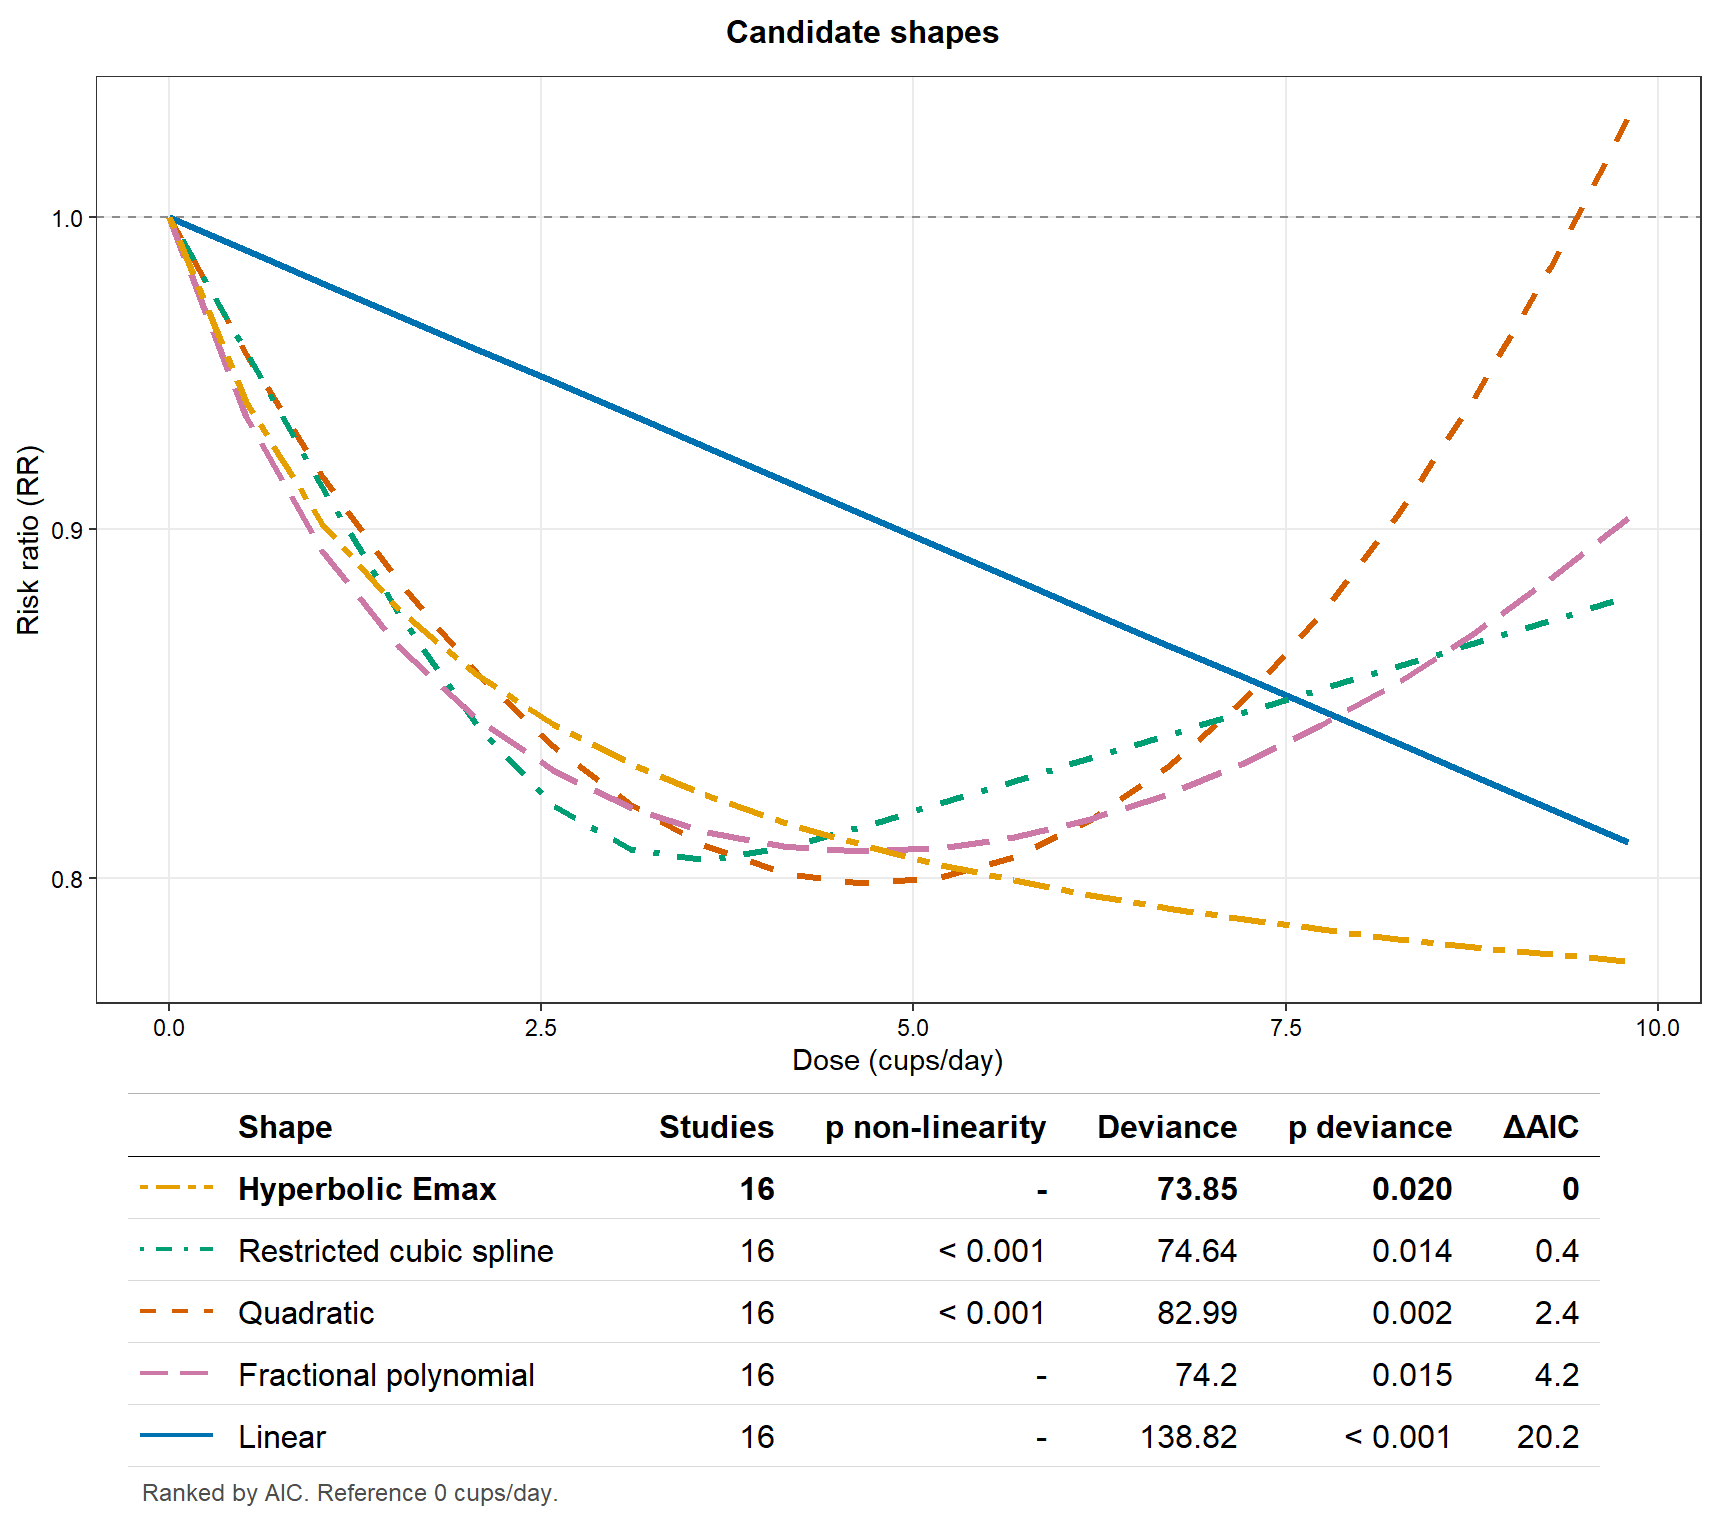 Candidate shapes
1.0
0.9
0.8
Risk ratio (RR)
0.0 2.5 5.0 7.5 10.0
Dose (cups/day)
Shape Studies p non-linearity Deviance p deviance ΔAIC
Hyperbolic Emax 16 - 73.85 0.020 0
Restricted cubic spline 16 < 0.001 74.64 0.014 0.4
Quadratic 16 < 0.001 82.99 0.002 2.4
Fractional polynomial 16 - 74.2 0.015 4.2
Linear 16 - 138.82 < 0.001 20.2
Ranked by AIC. Reference 0 cups/day.